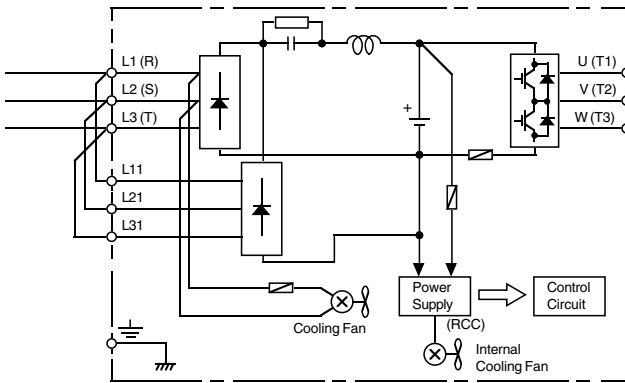 L1 (R)
L2 (S)
L3 (T)
L11
L21
L31
U (T1)
V (T2)
W (T3)
+
Power
Supply
(RCC)
Control
Circuit
Cooling Fan
Internal
Cooling Fan